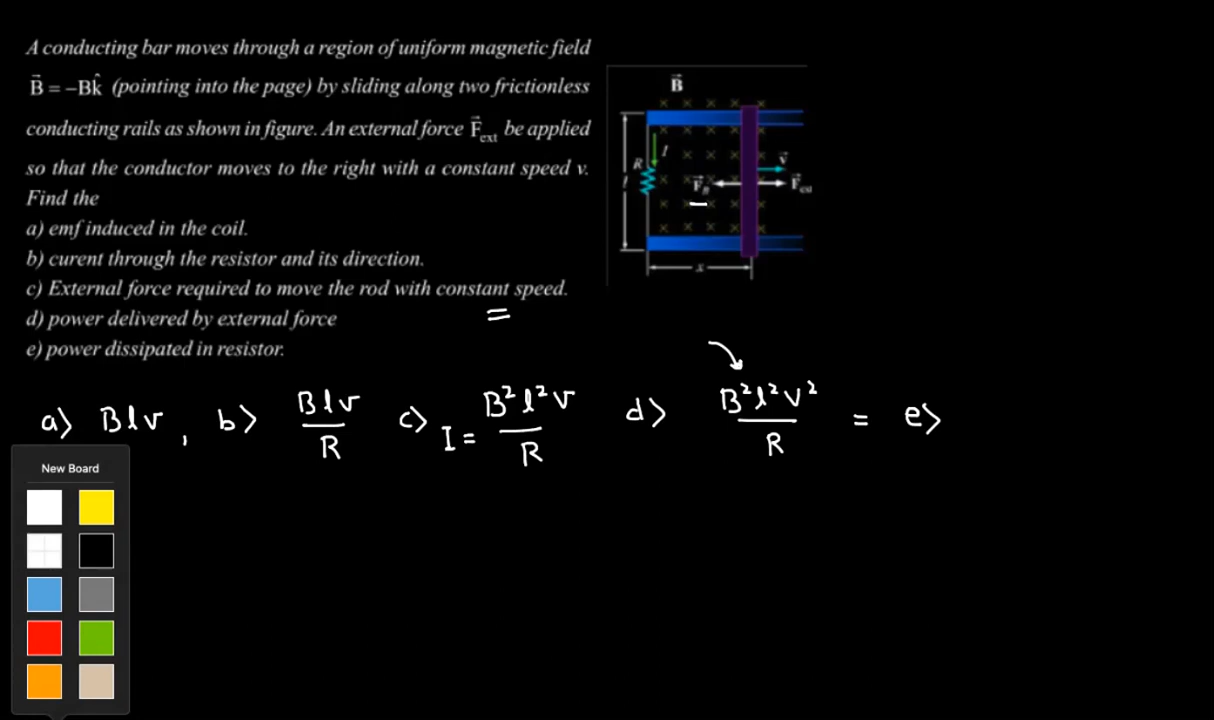 A conducting bar moves through a region of uniform magnetic field
B⃗ = −Bk̂ (pointing into the page) by sliding along two frictionless
conducting rails as shown in figure. An external force F⃗ext be applied
so that the conductor moves to the right with a constant speed v.
Find the
a) emf induced in the coil.
b) curent through the resistor and its direction.
c) External force required to move the rod with constant speed.
d) power delivered by external force
e) power dissipated in resistor.
B⃗
I
R
l
v⃗
F⃗B
F⃗ext
x
=
a) Blv, b) Blv/R c) I = B²l²v/R d) B²l²v²/R = e)
New Board